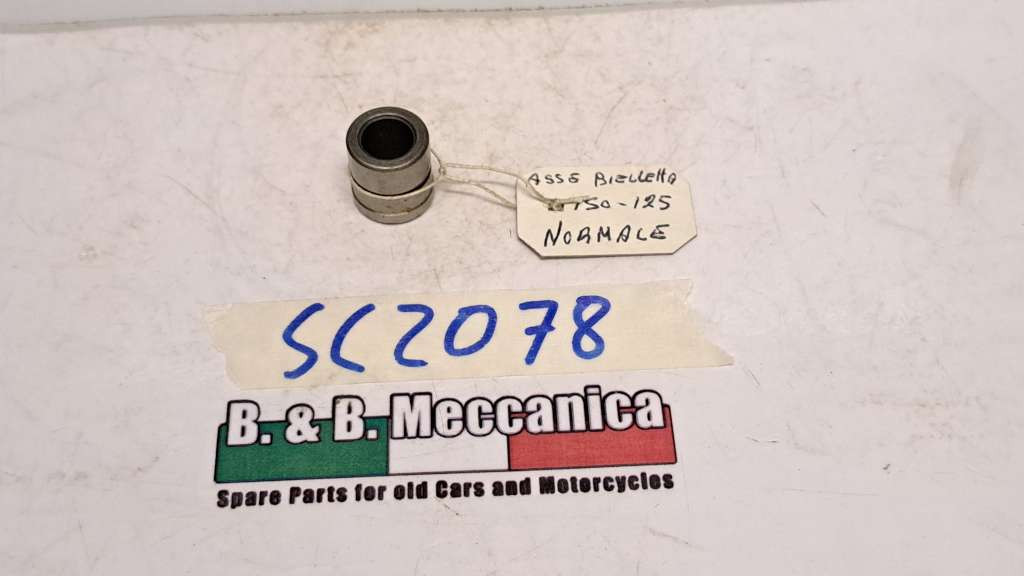 ASSE BIELLETTA
150-125
NORMALE
SC2078
B. & B. Meccanica
Spare Parts for old Cars and Motorcycles